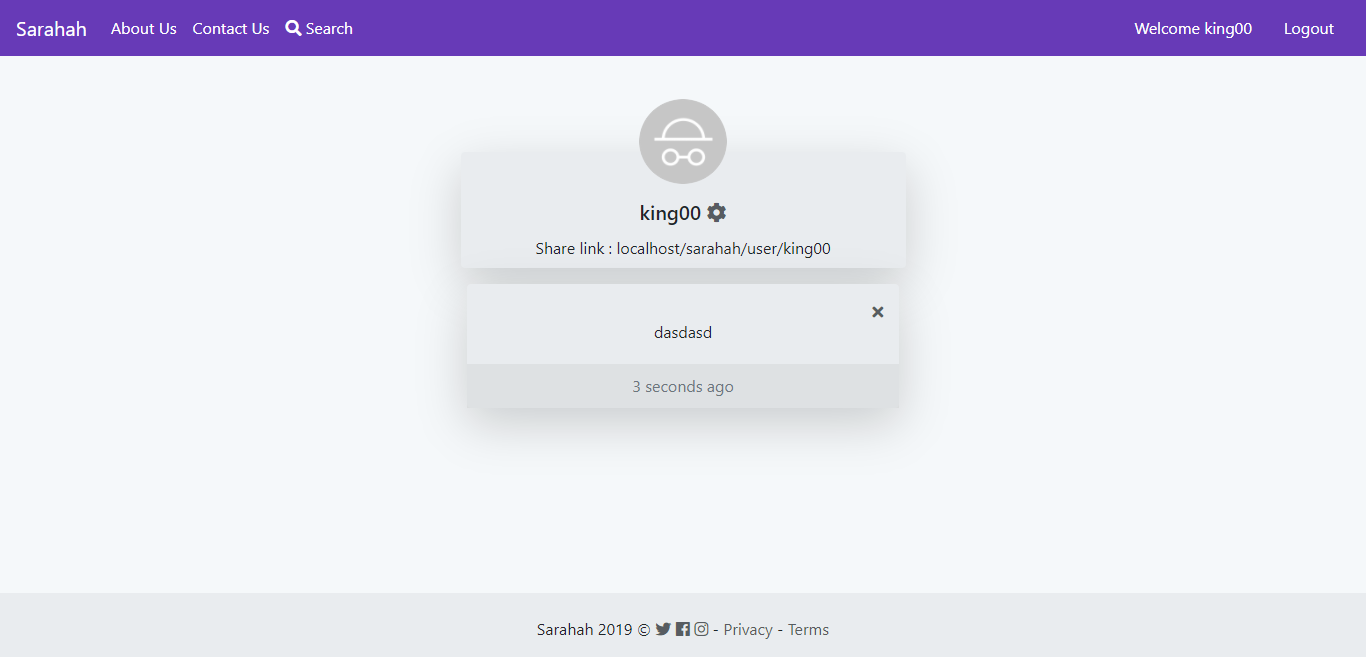 Sarahah About Us Contact Us Search Welcome king00 Logout
king00
Share link : localhost/sarahah/user/king00
dasdasd
3 seconds ago
Sarahah 2019 © - Privacy - Terms